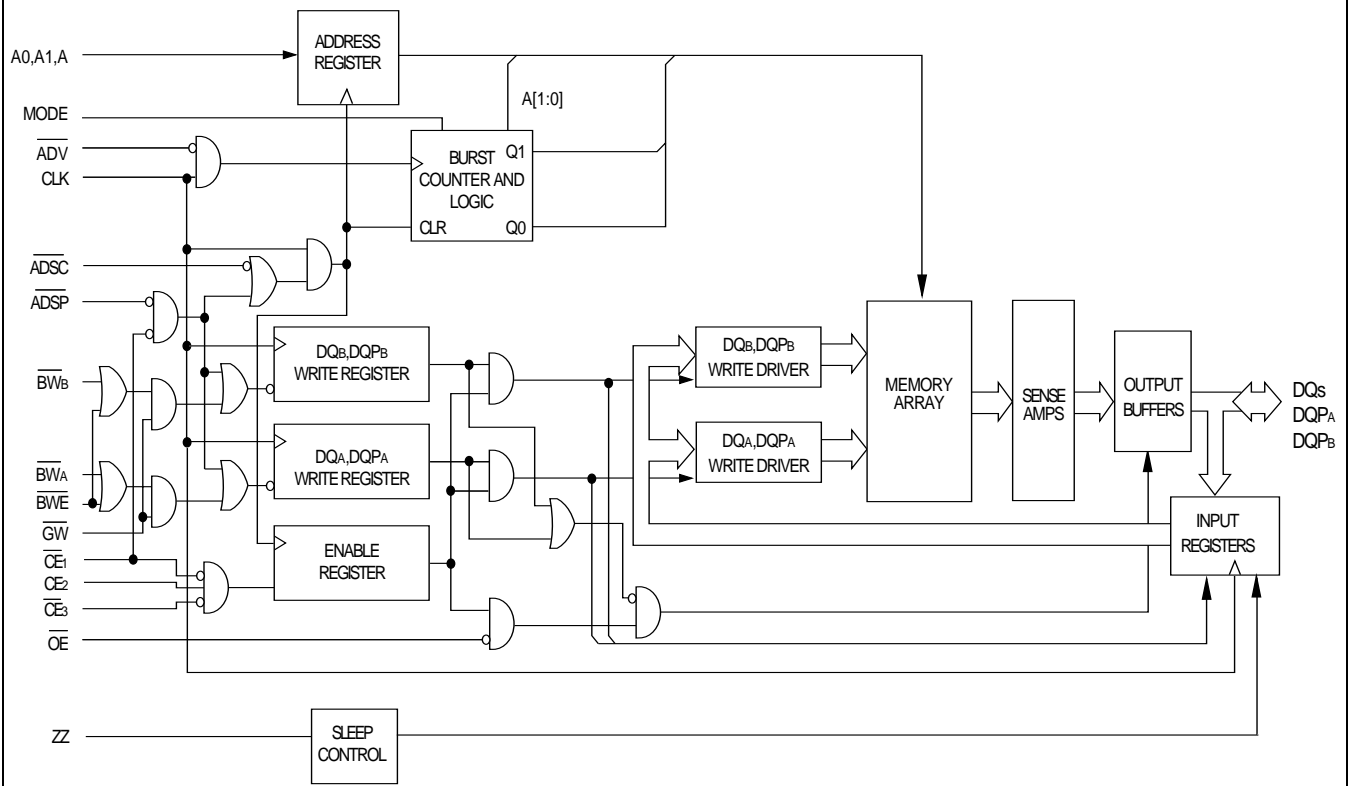 A0,A1,A
ADDRESS
REGISTER
MODE
A[1:0]
ADV
CLK
BURST
COUNTER AND
LOGIC
Q1
CLR
Q0
ADSC
ADSP
DQB,DQPB
WRITE REGISTER
DQB,DQPB
WRITE DRIVER
MEMORY
ARRAY
SENSE
AMPS
OUTPUT
BUFFERS
DQs
DQPA
DQPB
BWB
DQA,DQPA
WRITE REGISTER
DQA,DQPA
WRITE DRIVER
BWA
BWE
GW
CE1
CE2
CE3
ENABLE
REGISTER
INPUT
REGISTERS
OE
ZZ
SLEEP
CONTROL